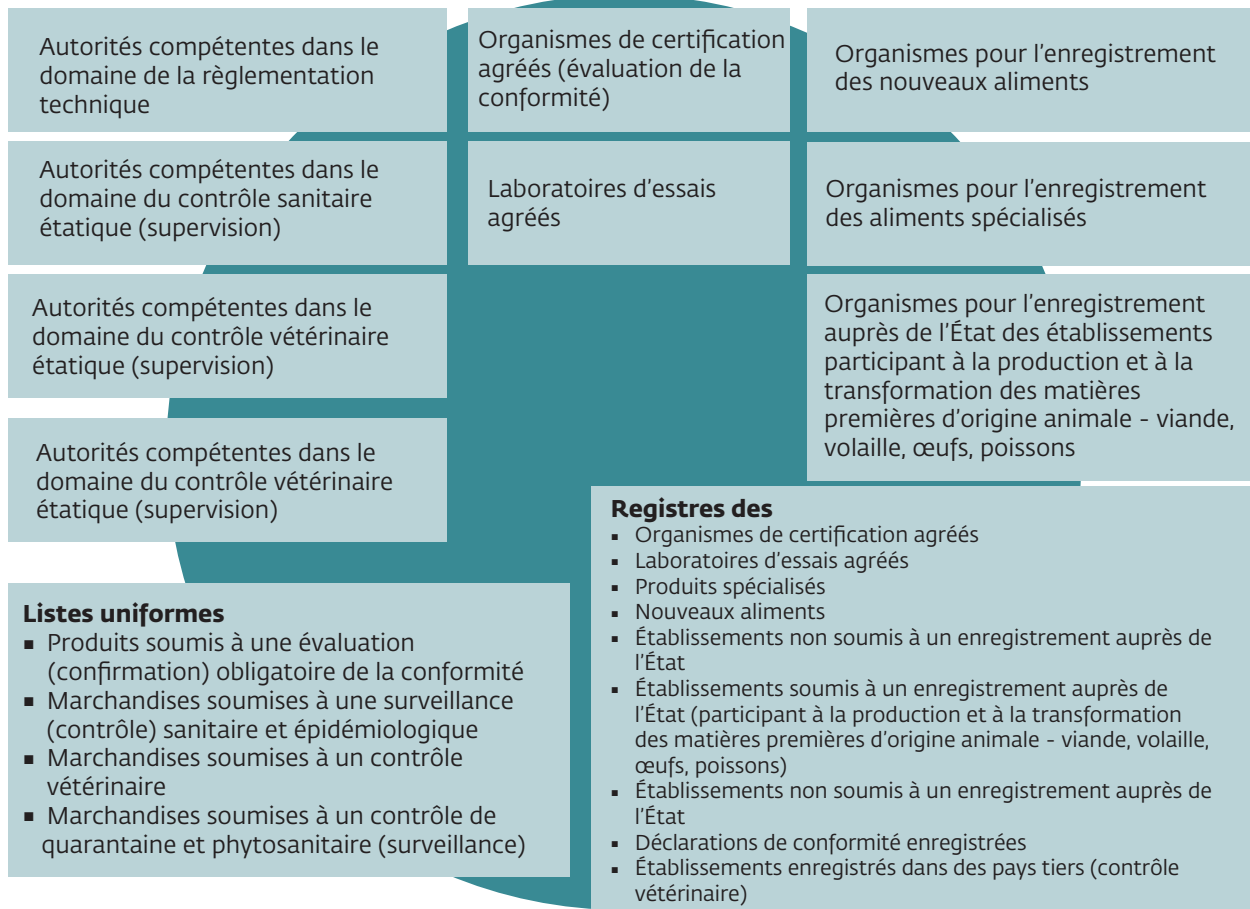 Autorités compétentes dans le
domaine de la règlementation
technique
Organismes de certification
agréés (évaluation de la
conformité)
Organismes pour l'enregistrement
des nouveaux aliments
Autorités compétentes dans le
domaine du contrôle sanitaire
étatique (supervision)
Laboratoires d'essais
agréés
Organismes pour l'enregistrement
des aliments spécialisés
Autorités compétentes dans le
domaine du contrôle vétérinaire
étatique (supervision)
Organismes pour l'enregistrement
auprès de l'État des établissements
participant à la production et à la
transformation des matières
premières d'origine animale - viande,
volaille, œufs, poissons
Autorités compétentes dans le
domaine du contrôle vétérinaire
étatique (supervision)
Listes uniformes
▪ Produits soumis à une évaluation
(confirmation) obligatoire de la conformité
▪ Marchandises soumises à une surveillance
(contrôle) sanitaire et épidémiologique
▪ Marchandises soumises à un contrôle
vétérinaire
▪ Marchandises soumises à un contrôle de
quarantaine et phytosanitaire (surveillance)
Registres des
▪ Organismes de certification agréés
▪ Laboratoires d'essais agréés
▪ Produits spécialisés
▪ Nouveaux aliments
▪ Établissements non soumis à un enregistrement auprès de
l'État
▪ Établissements soumis à un enregistrement auprès de
l'État (participant à la production et à la transformation
des matières premières d'origine animale - viande, volaille,
œufs, poissons)
▪ Établissements non soumis à un enregistrement auprès de
l'État
▪ Déclarations de conformité enregistrées
▪ Établissements enregistrés dans des pays tiers (contrôle
vétérinaire)